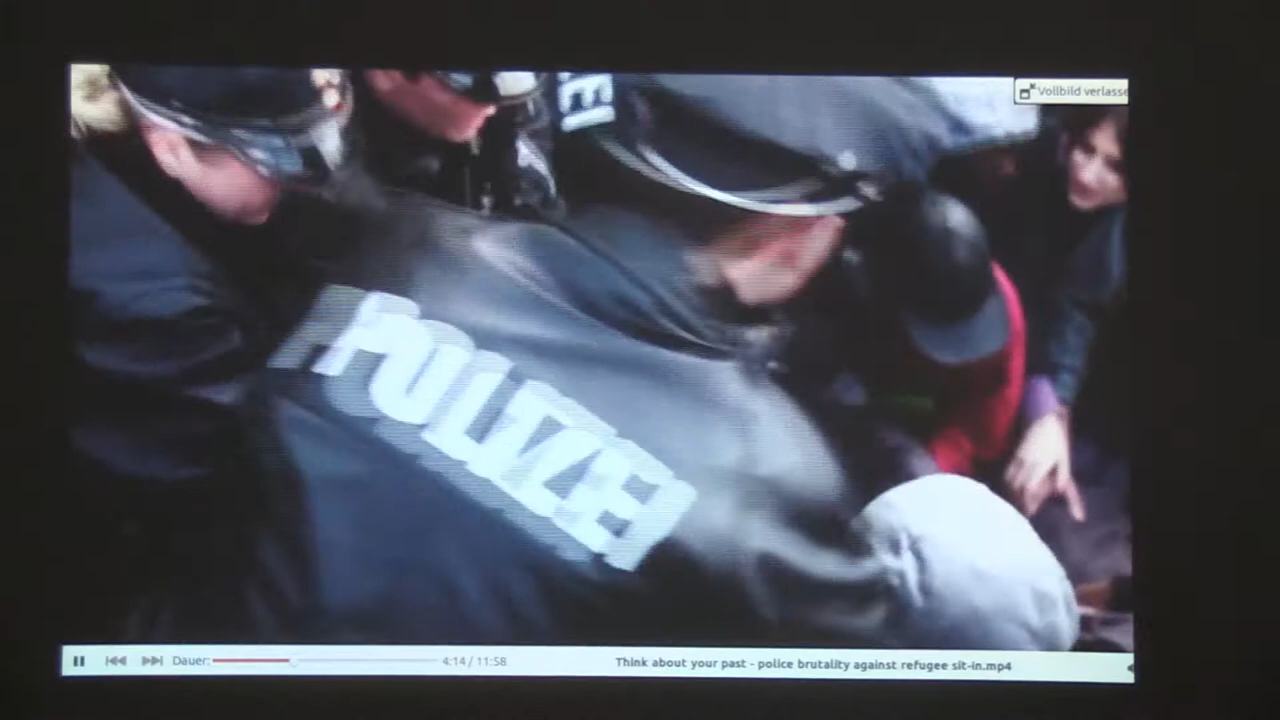 Vollbild verlasse
LEI
POLIZEI
Dauer:
4:14 / 11:58
Think about your past - police brutality against refugee sit-in.mp4